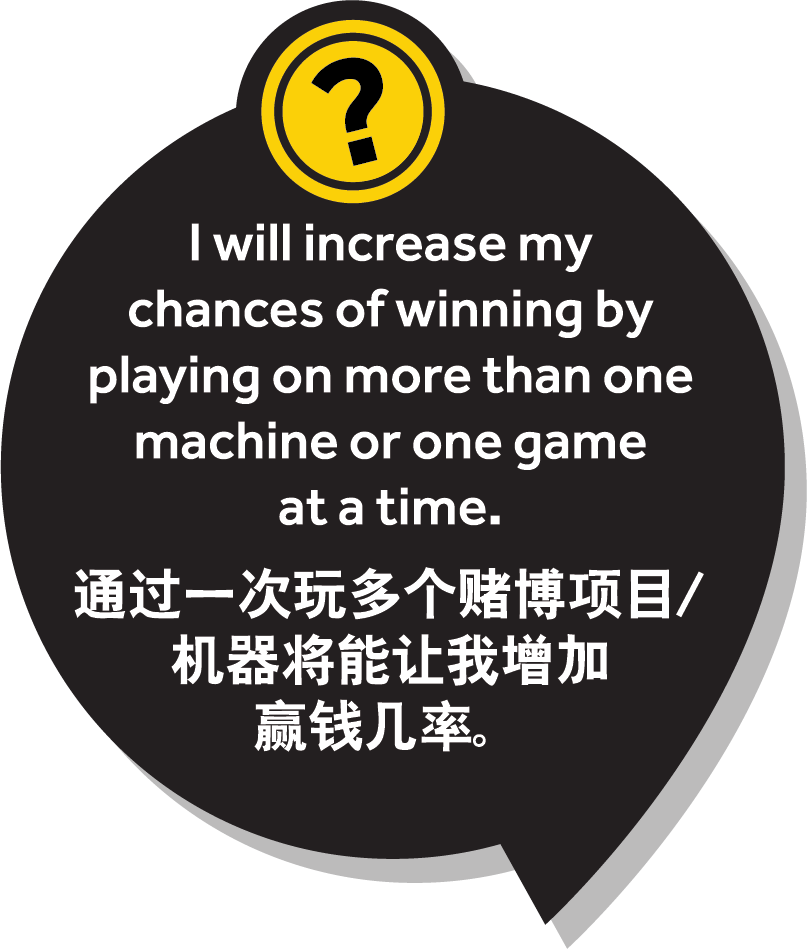 ?
I will increase my
chances of winning by
playing on more than one
machine or one game
at a time.
通过一次玩多个赌博项目/
机器将能让我增加
赢钱几率。